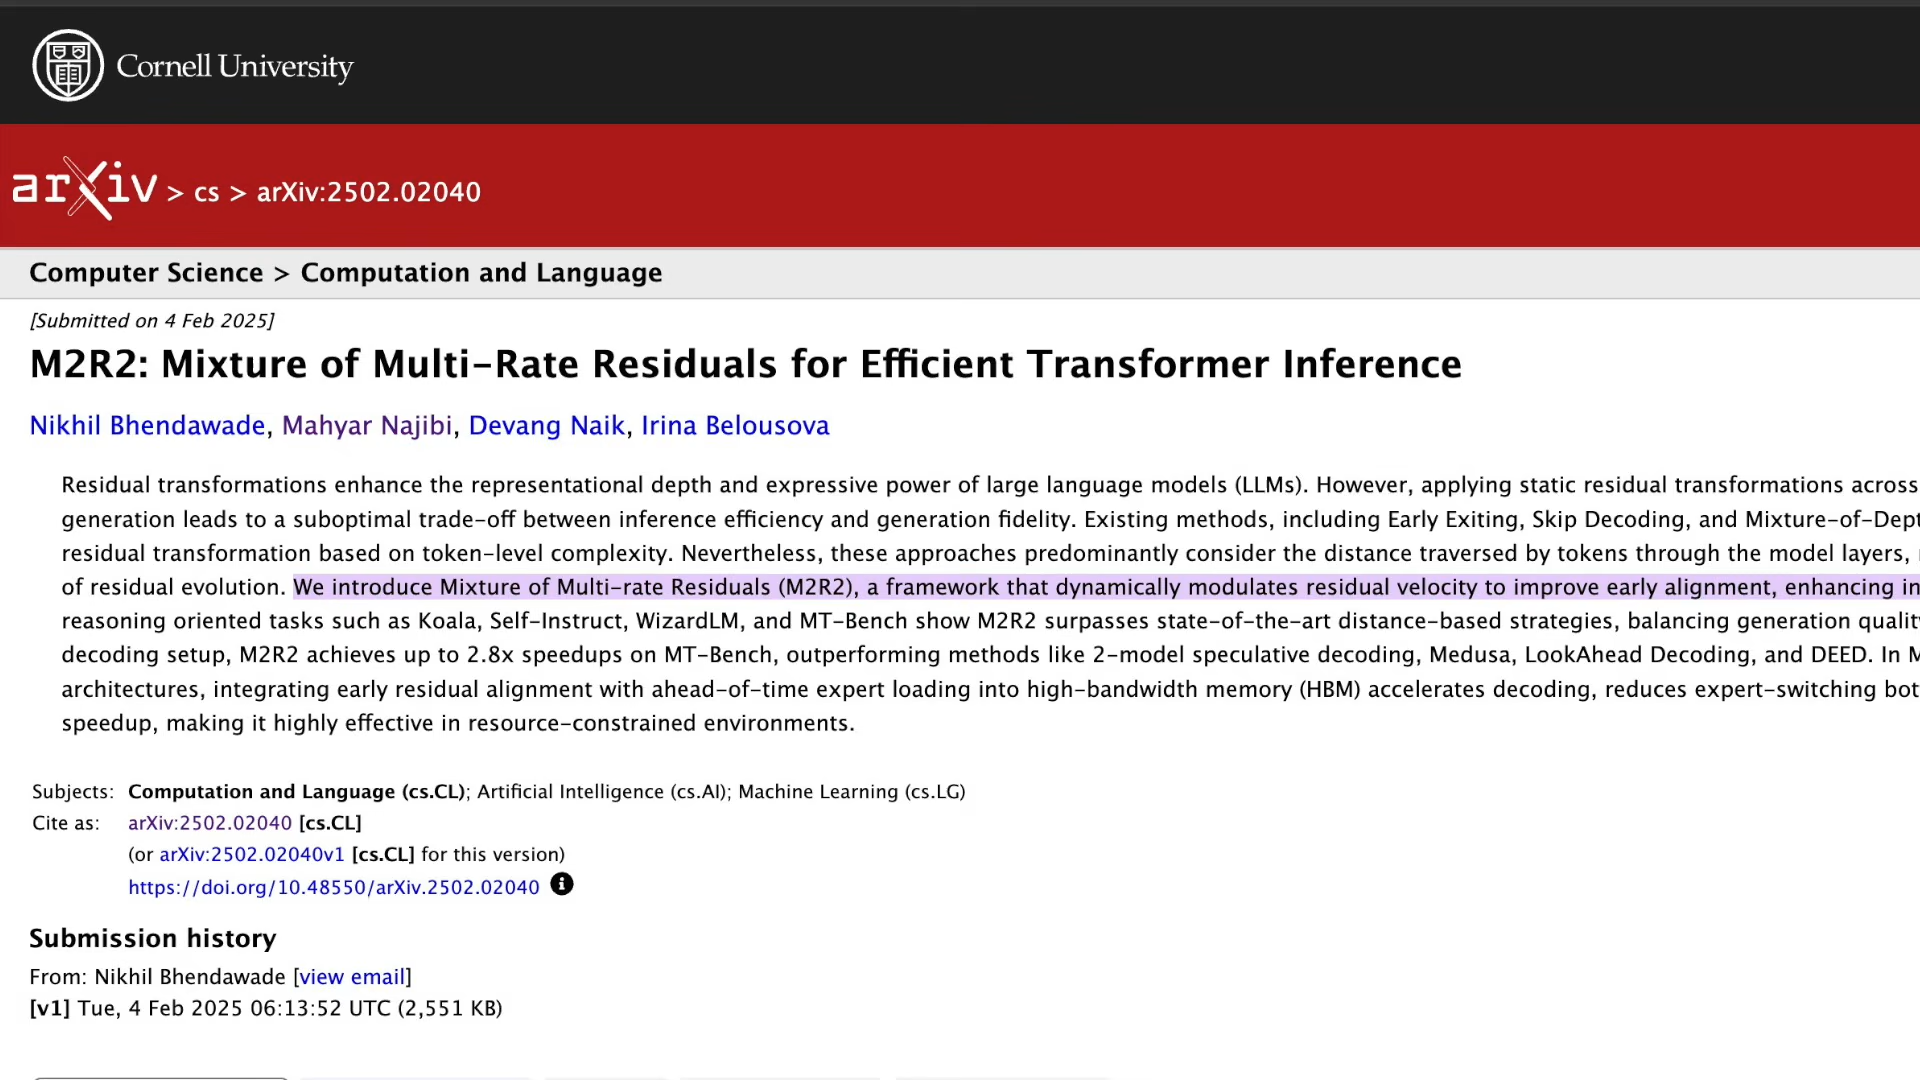 Cornell University
arXiv > cs > arXiv:2502.02040
Computer Science > Computation and Language
[Submitted on 4 Feb 2025]
M2R2: Mixture of Multi-Rate Residuals for Efficient Transformer Inference
Nikhil Bhendawade, Mahyar Najibi, Devang Naik, Irina Belousova
Residual transformations enhance the representational depth and expressive power of large language models (LLMs). However, applying static residual transformations across
generation leads to a suboptimal trade-off between inference efficiency and generation fidelity. Existing methods, including Early Exiting, Skip Decoding, and
residual transformation based on token-level complexity. Nevertheless, these approaches predominantly consider the distance traversed by tokens through the model layers,
of residual evolution. We introduce Mixture of Multi-rate Residuals (M2R2), a framework that dynamically modulates residual velocity to improve early alignment, enhancing
reasoning oriented tasks such as Koala, Self-Instruct, WizardLM, and MT-Bench show M2R2 surpasses state-of-the-art distance-based strategies, balancing generation
decoding setup, M2R2 achieves up to 2.8x speedups on MT-Bench, outperforming methods like 2-model speculative decoding, Medusa, LookAhead Decoding, and DEED. In
architectures, integrating early residual alignment with ahead-of-time expert loading into high-bandwidth memory (HBM) accelerates decoding, reduces expert-switching
speedup, making it highly effective in resource-constrained environments.
Subjects: Computation and Language (cs.CL); Artificial Intelligence (cs.AI); Machine Learning (cs.LG)
Cite as: arXiv:2502.02040 [cs.CL]
(or arXiv:2502.02040v1 [cs.CL] for this version)
https://doi.org/10.48550/arXiv.2502.02040
Submission history
From: Nikhil Bhendawade [view email]
[v1] Tue, 4 Feb 2025 06:13:52 UTC (2,551 KB)